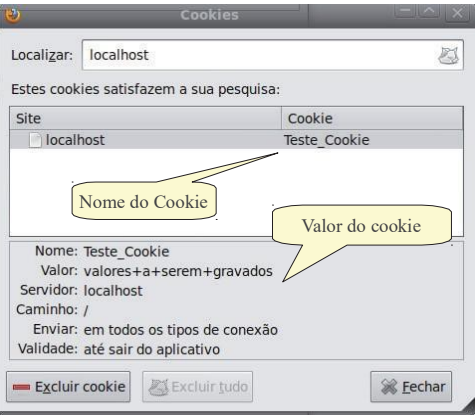 Cookies
Localizar: localhost
Estes cookies satisfazem a sua pesquisa:
Site Cookie
localhost Teste_Cookie
Nome do Cookie
Valor do cookie
Nome: Teste_Cookie
Valor: valores+a+serem+gravados
Servidor: localhost
Caminho: /
Enviar: em todos os tipos de conexão
Validade: até sair do aplicativo
Excluir cookie Excluir tudo Fechar